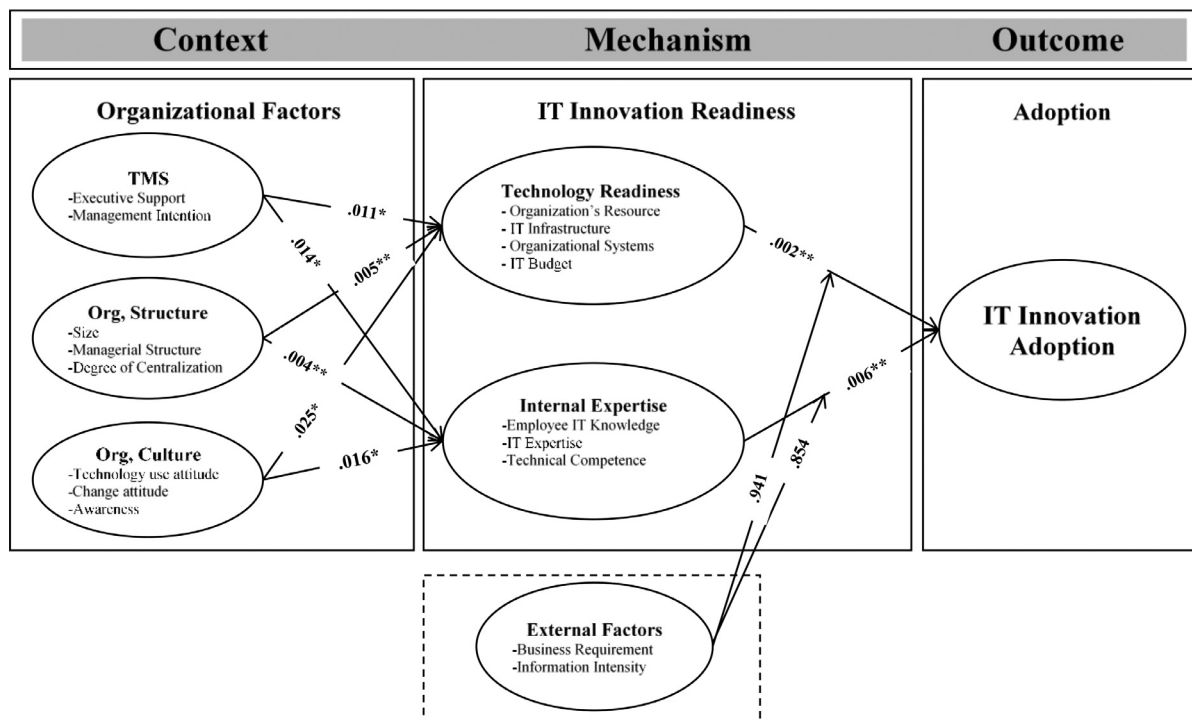 Context Mechanism Outcome
Organizational Factors
TMS
-Executive Support
-Management Intention
Org, Structure
-Size
-Managerial Structure
-Degree of Centralization
Org, Culture
-Technology use attitude
-Change attitude
-Awareness
.011*
.014*
.005**
.004**
.025*
.016*
IT Innovation Readiness
Technology Readiness
- Organization's Resource
- IT Infrastructure
- Organizational Systems
- IT Budget
Internal Expertise
-Employee IT Knowledge
-IT Expertise
-Technical Competence
.002**
.006**
.941
.854
External Factors
-Business Requirement
-Information Intensity
Adoption
IT Innovation
Adoption